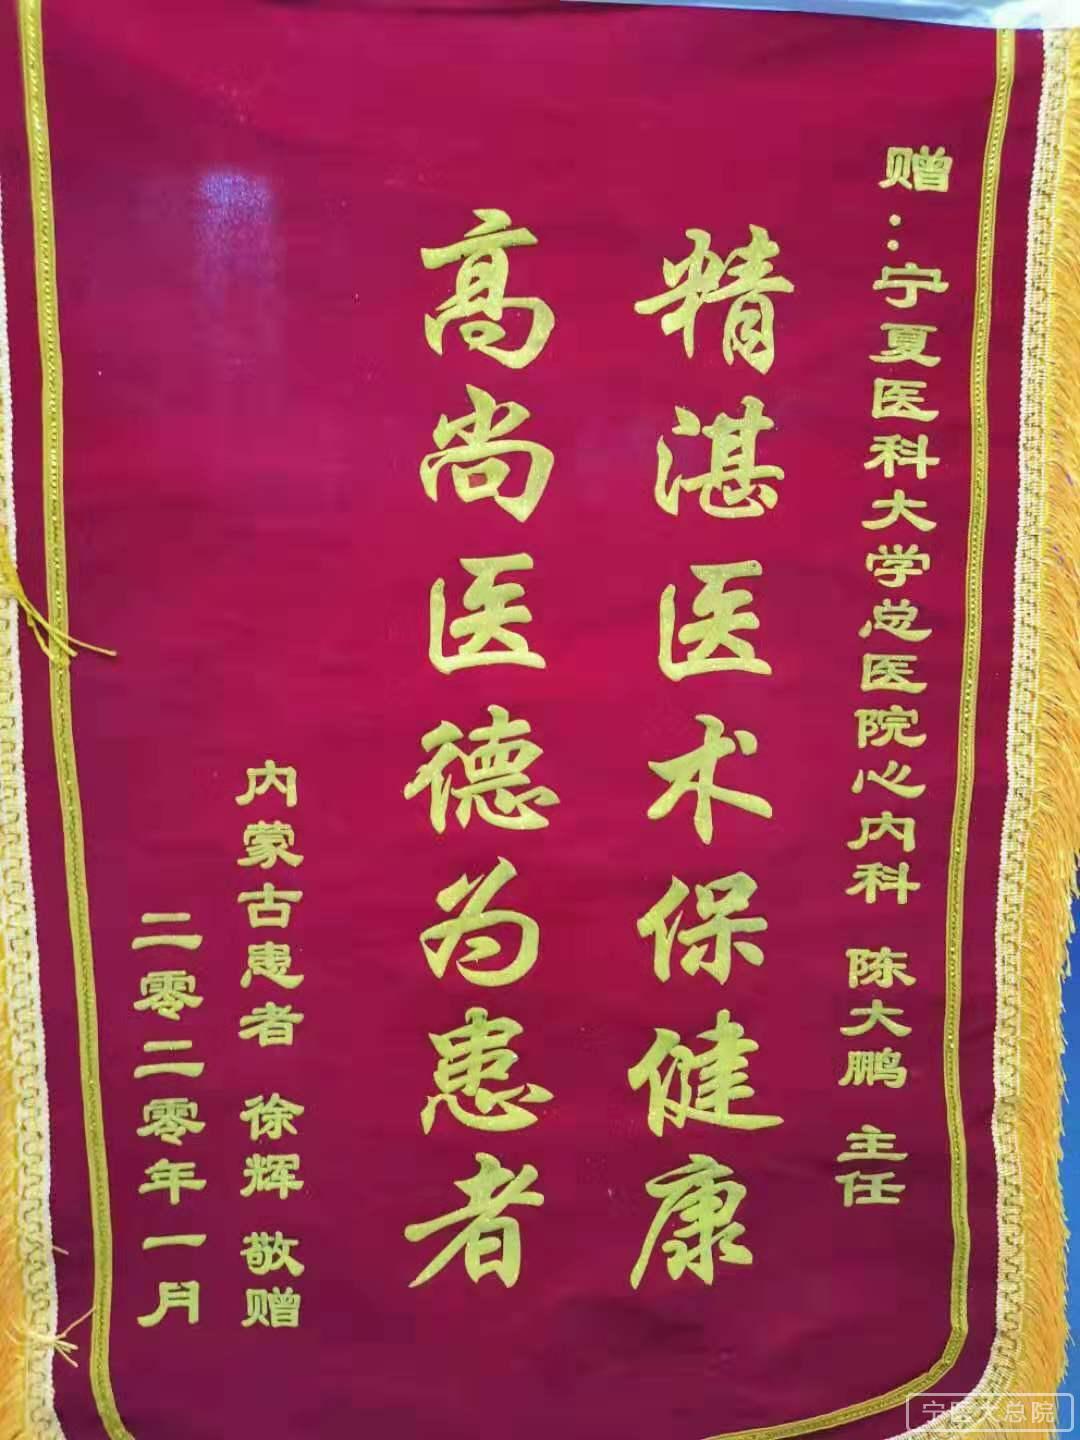 赠：宁夏医科大学总医院心内科 陈大鹏 主任
精湛医术保健康
高尚医德为患者
内蒙古患者 徐辉 敬赠
二零二零年一月
宁医大总院